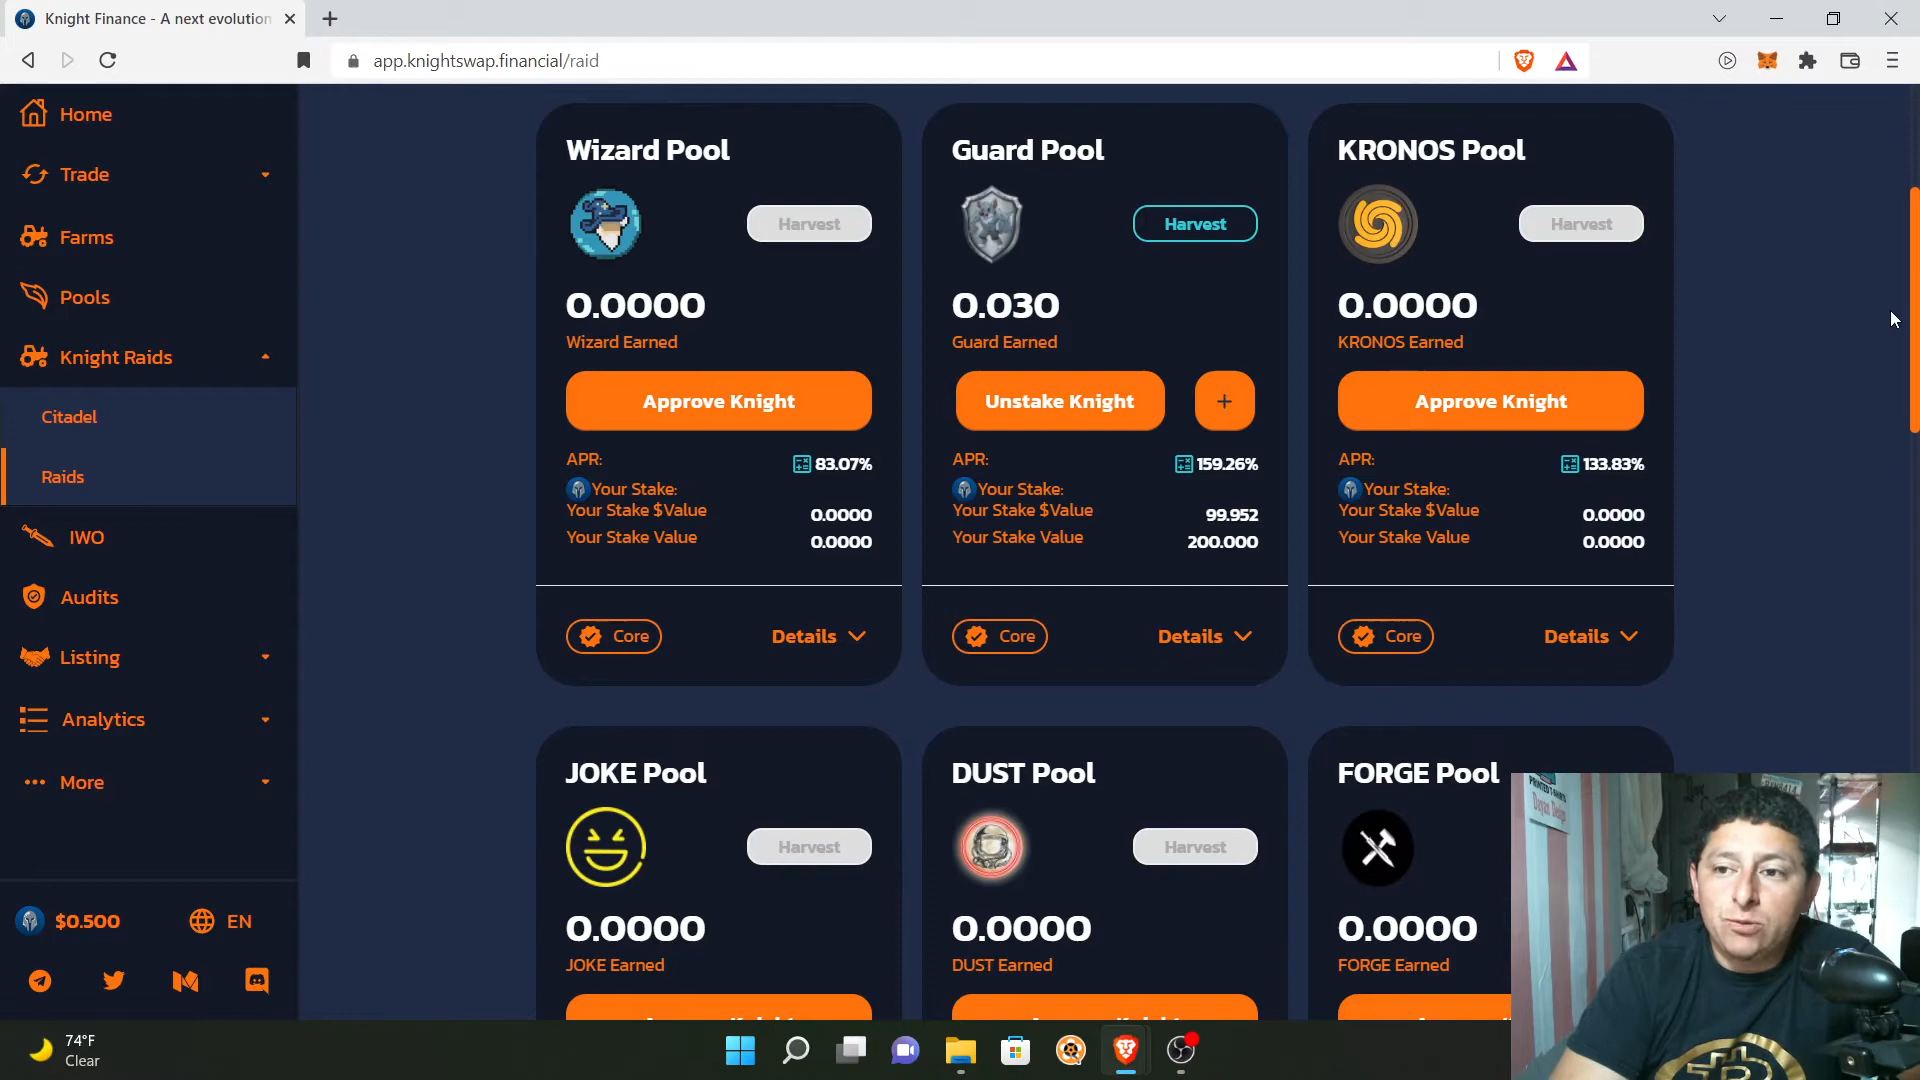 Knight Finance - A next evolution
app.knightswap.financial/raid
Home
Trade
Farms
Pools
Knight Raids
Citadel
Raids
IWO
Audits
Listing
Analytics
More
$0.500
EN
Wizard Pool
Harvest
0.0000
Wizard Earned
Approve Knight
APR:
83.07%
Your Stake:
Your Stake $Value
0.0000
Your Stake Value
0.0000
Core
Details
Guard Pool
Harvest
0.030
Guard Earned
Unstake Knight
+
APR:
159.26%
Your Stake:
Your Stake $Value
99.952
Your Stake Value
200.000
Core
Details
KRONOS Pool
Harvest
0.0000
KRONOS Earned
Approve Knight
APR:
133.83%
Your Stake:
Your Stake $Value
0.0000
Your Stake Value
0.0000
Core
Details
JOKE Pool
Harvest
0.0000
JOKE Earned
DUST Pool
Harvest
0.0000
DUST Earned
FORGE Pool
0.0000
FORGE Earned
PRINTED T-SHIRTS
74°F
Clear